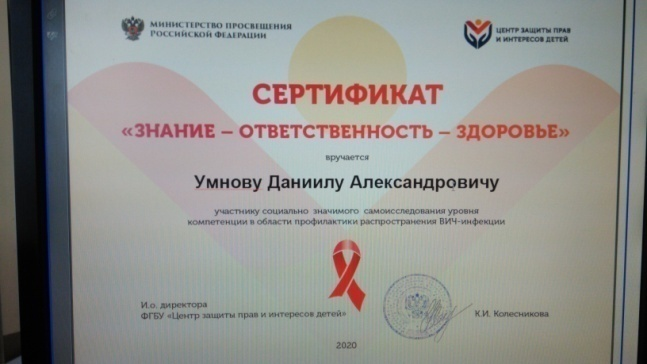 МИНИСТЕРСТВО ПРОСВЕЩЕНИЯ
РОССИЙСКОЙ ФЕДЕРАЦИИ
ЦЕНТР ЗАЩИТЫ ПРАВ
И ИНТЕРЕСОВ ДЕТЕЙ
СЕРТИФИКАТ
«ЗНАНИЕ – ОТВЕТСТВЕННОСТЬ – ЗДОРОВЬЕ»
вручается
Умнову Даниилу Александровичу
участнику социально значимого самоисследования уровня
компетенции в области профилактики распространения ВИЧ-инфекции
И.о. директора
ФГБУ «Центр защиты прав и интересов детей»
К.И. Колесникова
2020